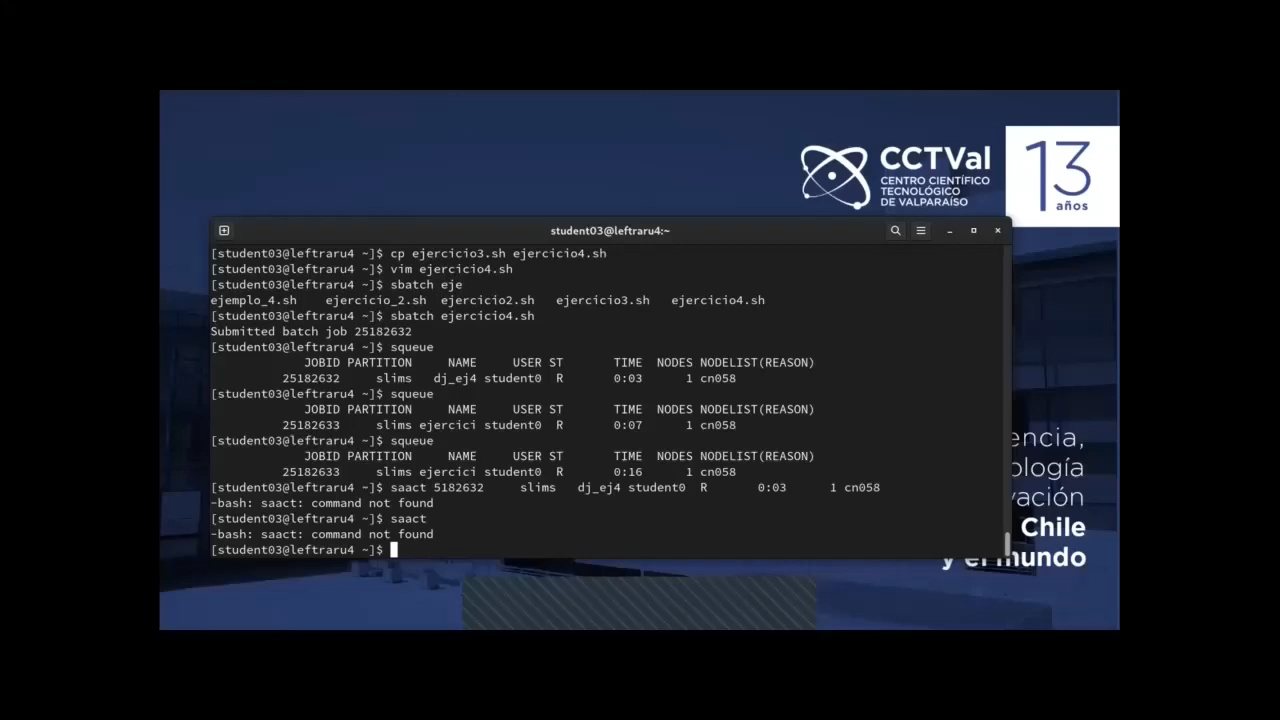 CCTVal
CENTRO CIENTÍFICO
TECNOLÓGICO
DE VALPARAÍSO
13
años
student03@leftraru4:~
[student03@leftraru4 ~]$ cp ejercicio3.sh ejercicio4.sh
[student03@leftraru4 ~]$ vim ejercicio4.sh
[student03@leftraru4 ~]$ sbatch eje
ejemplo_4.sh ejercicio_2.sh ejercicio2.sh ejercicio3.sh ejercicio4.sh
[student03@leftraru4 ~]$ sbatch ejercicio4.sh
Submitted batch job 25182632
[student03@leftraru4 ~]$ squeue
JOBID PARTITION NAME USER ST TIME NODES NODELIST(REASON)
25182632 slims dj_ej4 student0 R 0:03 1 cn058
[student03@leftraru4 ~]$ squeue
JOBID PARTITION NAME USER ST TIME NODES NODELIST(REASON)
25182633 slims ejercici student0 R 0:07 1 cn058
[student03@leftraru4 ~]$ squeue
JOBID PARTITION NAME USER ST TIME NODES NODELIST(REASON)
25182633 slims ejercici student0 R 0:16 1 cn058
[student03@leftraru4 ~]$ saact 5182632 slims dj_ej4 student0 R 0:03 1 cn058
-bash: saact: command not found
[student03@leftraru4 ~]$ saact
-bash: saact: command not found
[student03@leftraru4 ~]$
encia,
ología
vación
Chile
y el mundo